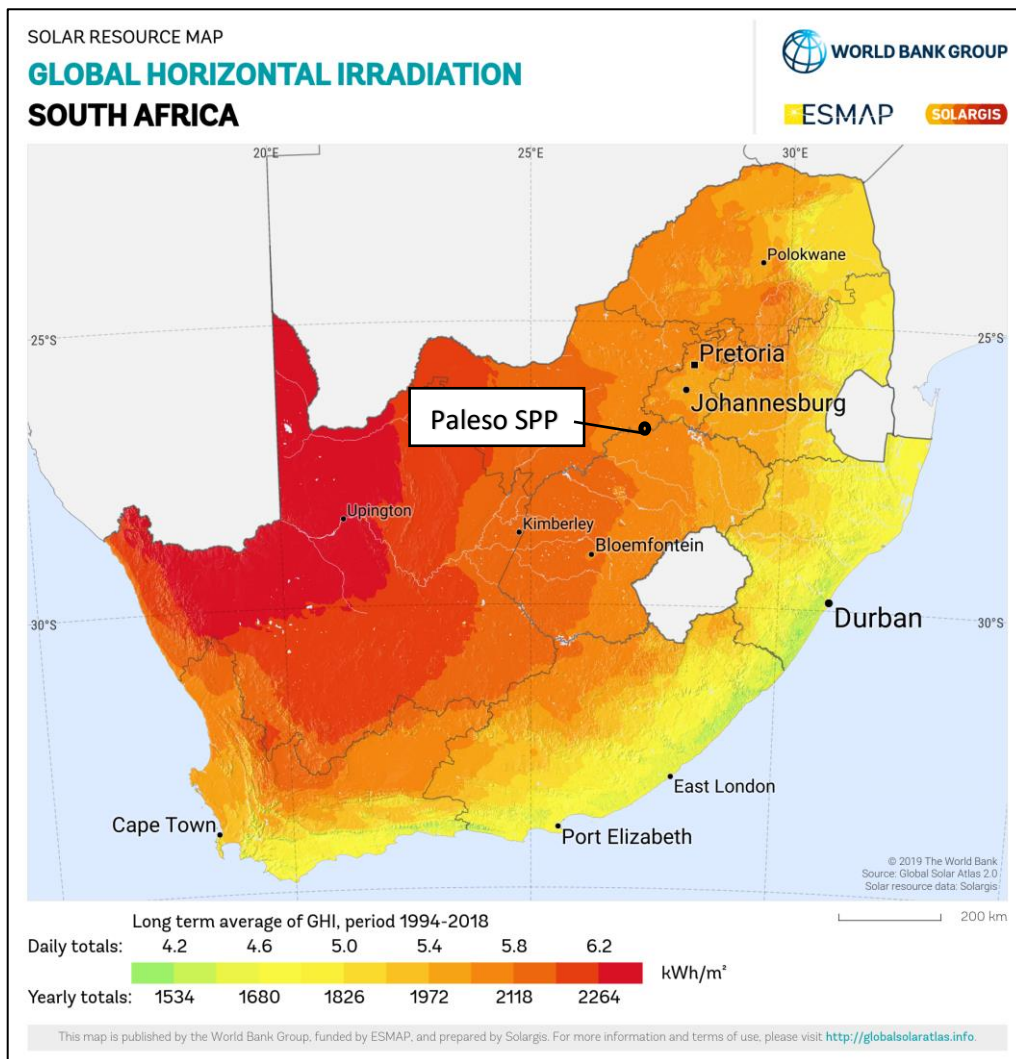 SOLAR RESOURCE MAP
GLOBAL HORIZONTAL IRRADIATION
SOUTH AFRICA
WORLD BANK GROUP
ESMAP
SOLARGIS
20°E
25°E
30°E
Polokwane
25°S
25°S
Pretoria
Johannesburg
Paleso SPP
Upington
Kimberley
Bloemfontein
Durban
30°S
30°S
East London
Cape Town
Port Elizabeth
© 2019 The World Bank
Source: Global Solar Atlas 2.0
Solar resource data: Solargis
200 km
Long term average of GHI, period 1994-2018
Daily totals: 4.2 4.6 5.0 5.4 5.8 6.2
kWh/m²
Yearly totals: 1534 1680 1826 1972 2118 2264
This map is published by the World Bank Group, funded by ESMAP, and prepared by Solargis. For more information and terms of use, please visit http://globalsolaratlas.info.